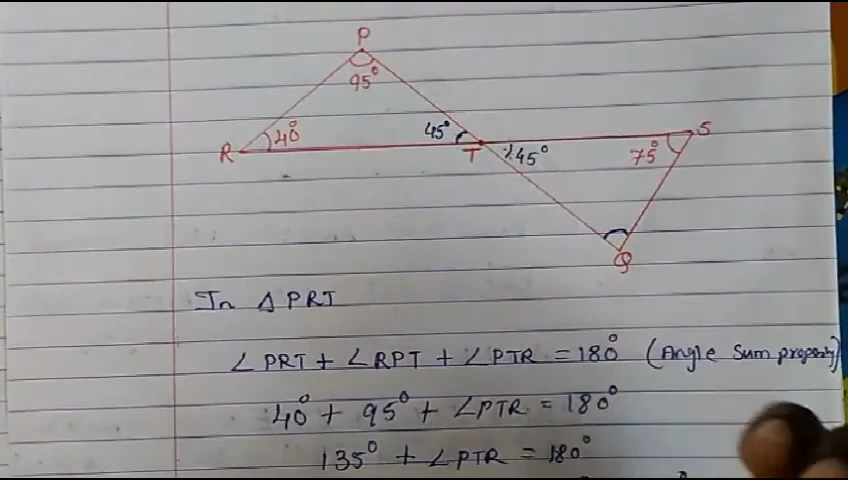 P
95°
R 40° 45° T 45° 75° S
Q
In △PRT
∠PRT + ∠RPT + ∠PTR = 180° (Angle Sum property)
40° + 95° + ∠PTR = 180°
135° + ∠PTR = 180°